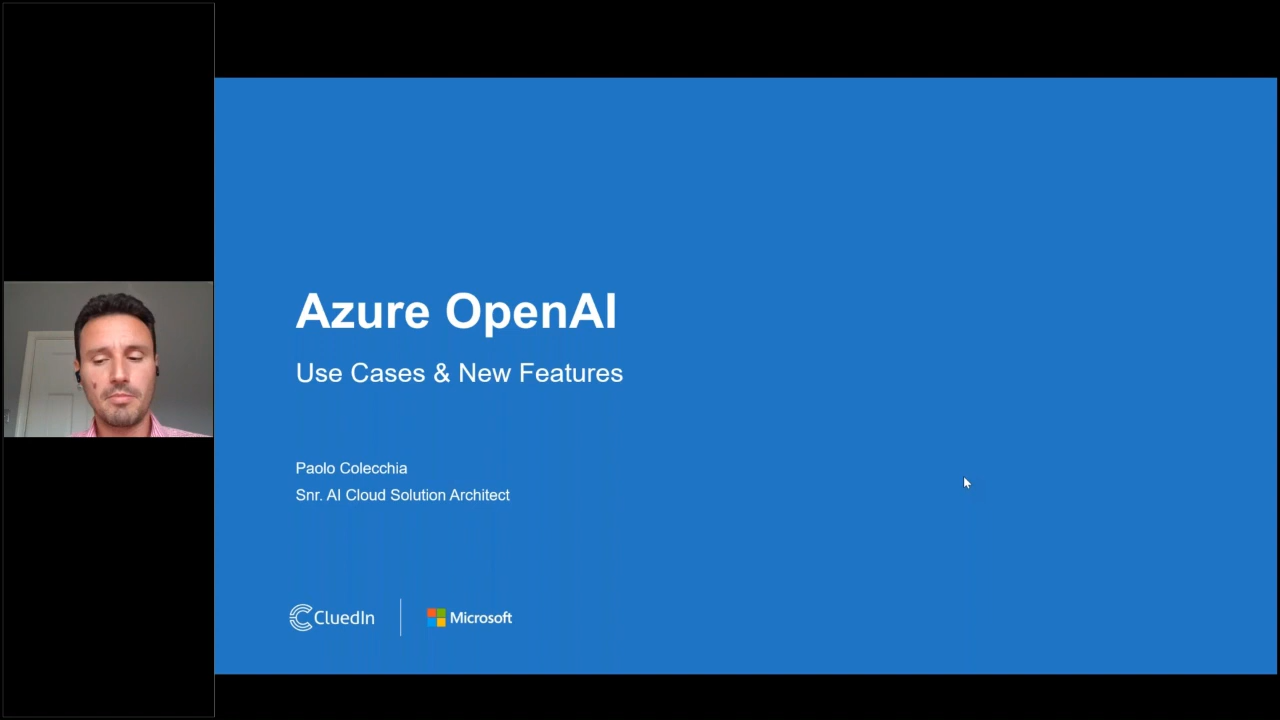 Azure OpenAI
Use Cases & New Features
Paolo Colecchia
Snr. AI Cloud Solution Architect
CluedIn
Microsoft